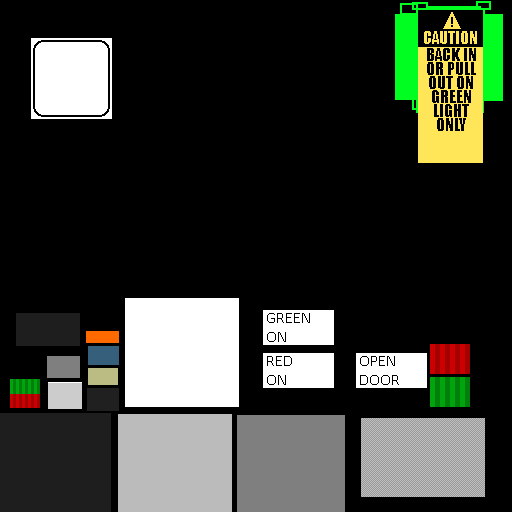 CAUTION
BACK IN
OR PULL
OUT ON
GREEN
LIGHT
ONLY
GREEN
ON
RED
ON
OPEN
DOOR